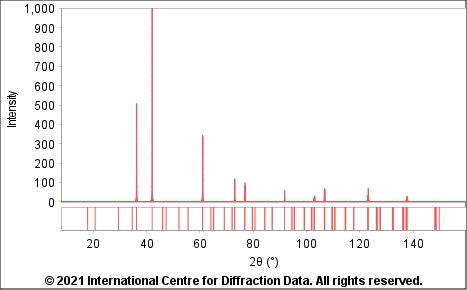 1,000
900
800
700
600
500
400
300
200
100
0
Intensity
20 40 60 80 100 120 140
2θ (°)
© 2021 International Centre for Diffraction Data. All rights reserved.